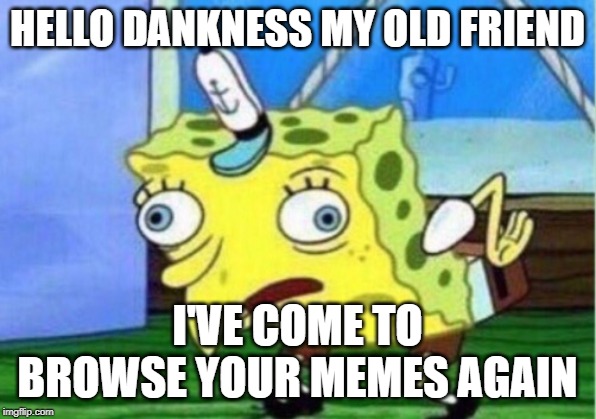 HELLO DANKNESS MY OLD FRIEND
I'VE COME TO
BROWSE YOUR MEMES AGAIN
imgflip.com